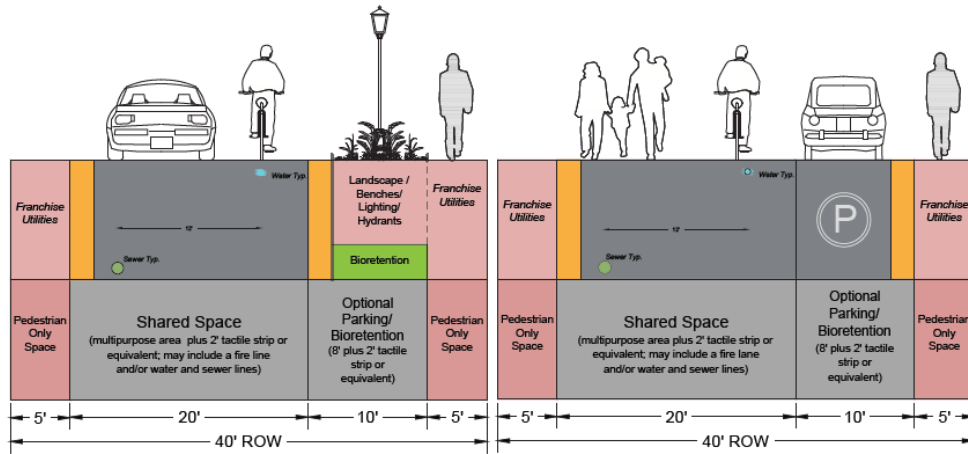 Franchise
Utilities
Water Typ.
12'
Sewer Typ.
Landscape /
Benches/
Lighting/
Hydrants
Bioretention
Franchise
Utilities
Pedestrian
Only
Space
Shared Space
(multipurpose area plus 2' tactile strip or
equivalent; may include a fire line
and/or water and sewer lines)
Optional
Parking/
Bioretention
(8' plus 2' tactile
strip or
equivalent)
Pedestrian
Only
Space
5'
20'
10'
5'
40' ROW
Franchise
Utilities
Water Typ.
12'
Sewer Typ.
P
Franchise
Utilities
Pedestrian
Only
Space
Shared Space
(multipurpose area plus 2' tactile strip or
equivalent; may include a fire lane
and/or water and sewer lines)
Optional
Parking/
Bioretention
(8' plus 2' tactile
strip or
equivalent)
Pedestrian
Only
Space
5'
20'
10'
5'
40' ROW